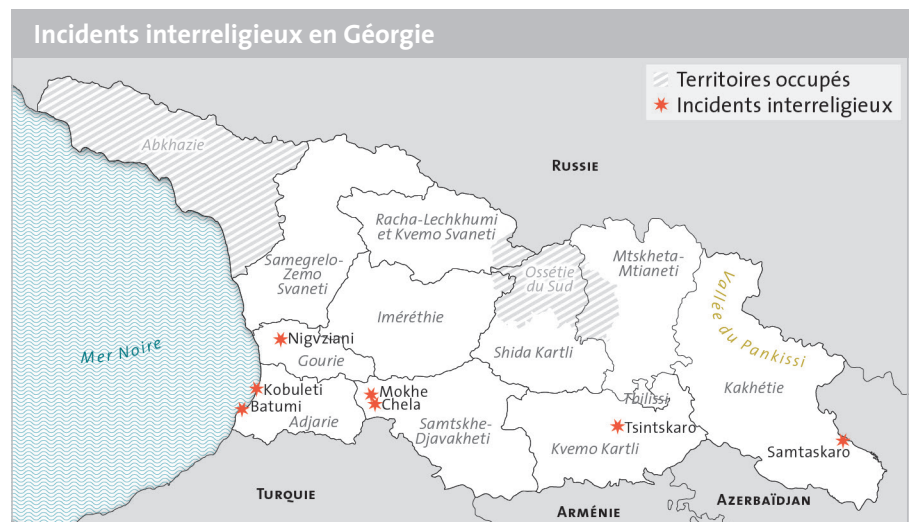 Incidents interreligieux en Géorgie
Territoires occupés
Incidents interreligieux
Abkhazie
RUSSIE
Racha-Lechkhumi
et Kvemo Svaneti
Mtskheta-
Mtianeti
Samegrelo-
Zemo
Svaneti
Ossétie
du Sud
Vallée du Pankissi
Iméréthie
Mer Noire
Nigvziani
Gourie
Shida Kartli
Kakhétie
Kobuleti
Batumi
Adjarie
Mokhe
Chela
Tbilissi
Samtskhe-
Djavakheti
Tsintskaro
Kvemo Kartli
Samtaskaro
TURQUIE
ARMÉNIE
AZERBAÏDJAN